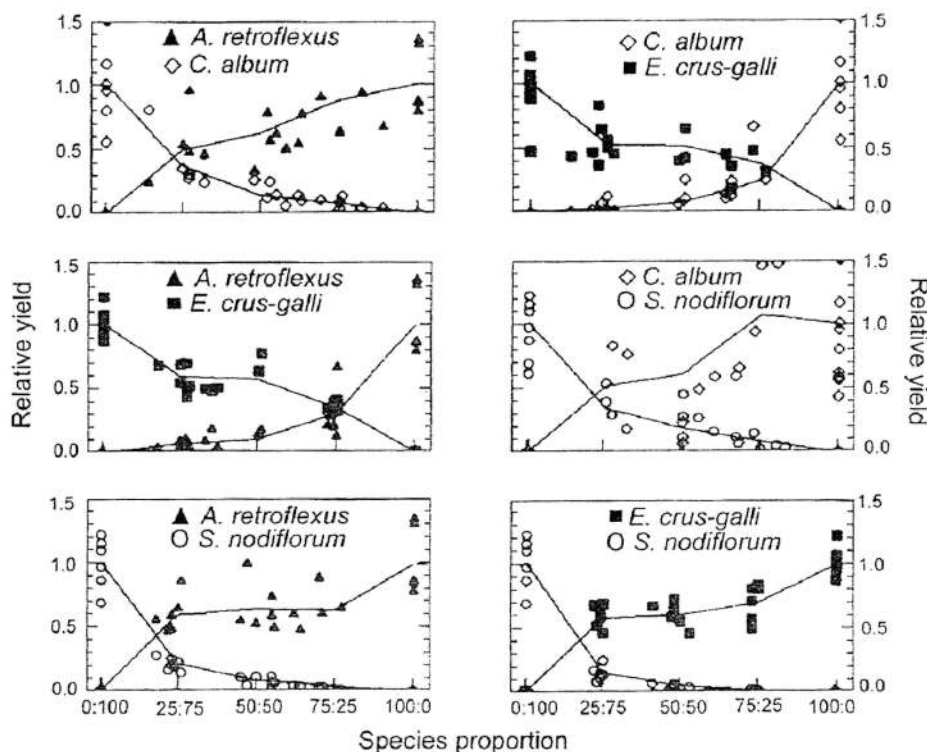 1.5
1.0
0.5
0.0
A. retroflexus
C. album
C. album
E. crus-galli
1.5
1.0
0.5
0.0
1.5
1.0
0.5
0.0
A. retroflexus
E. crus-galli
C. album
S. nodiflorum
1.5
1.0
0.5
0.0
Relative yield
Relative yield
1.5
1.0
0.5
0.0
A. retroflexus
S. nodiflorum
E. crus-galli
S. nodiflorum
1.5
1.0
0.5
0.0
0:100 25:75 50:50 75:25 100:0
0:100 25:75 50:50 75:25 100:0
Species proportion